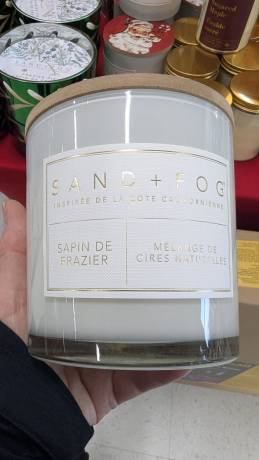 SAND + FOG
INSPIRÉE DE LA CÔTE CALIFORNIENNE
SAPIN DE
FRAZIER
MÉLANGE DE
CIRES NATURELLES